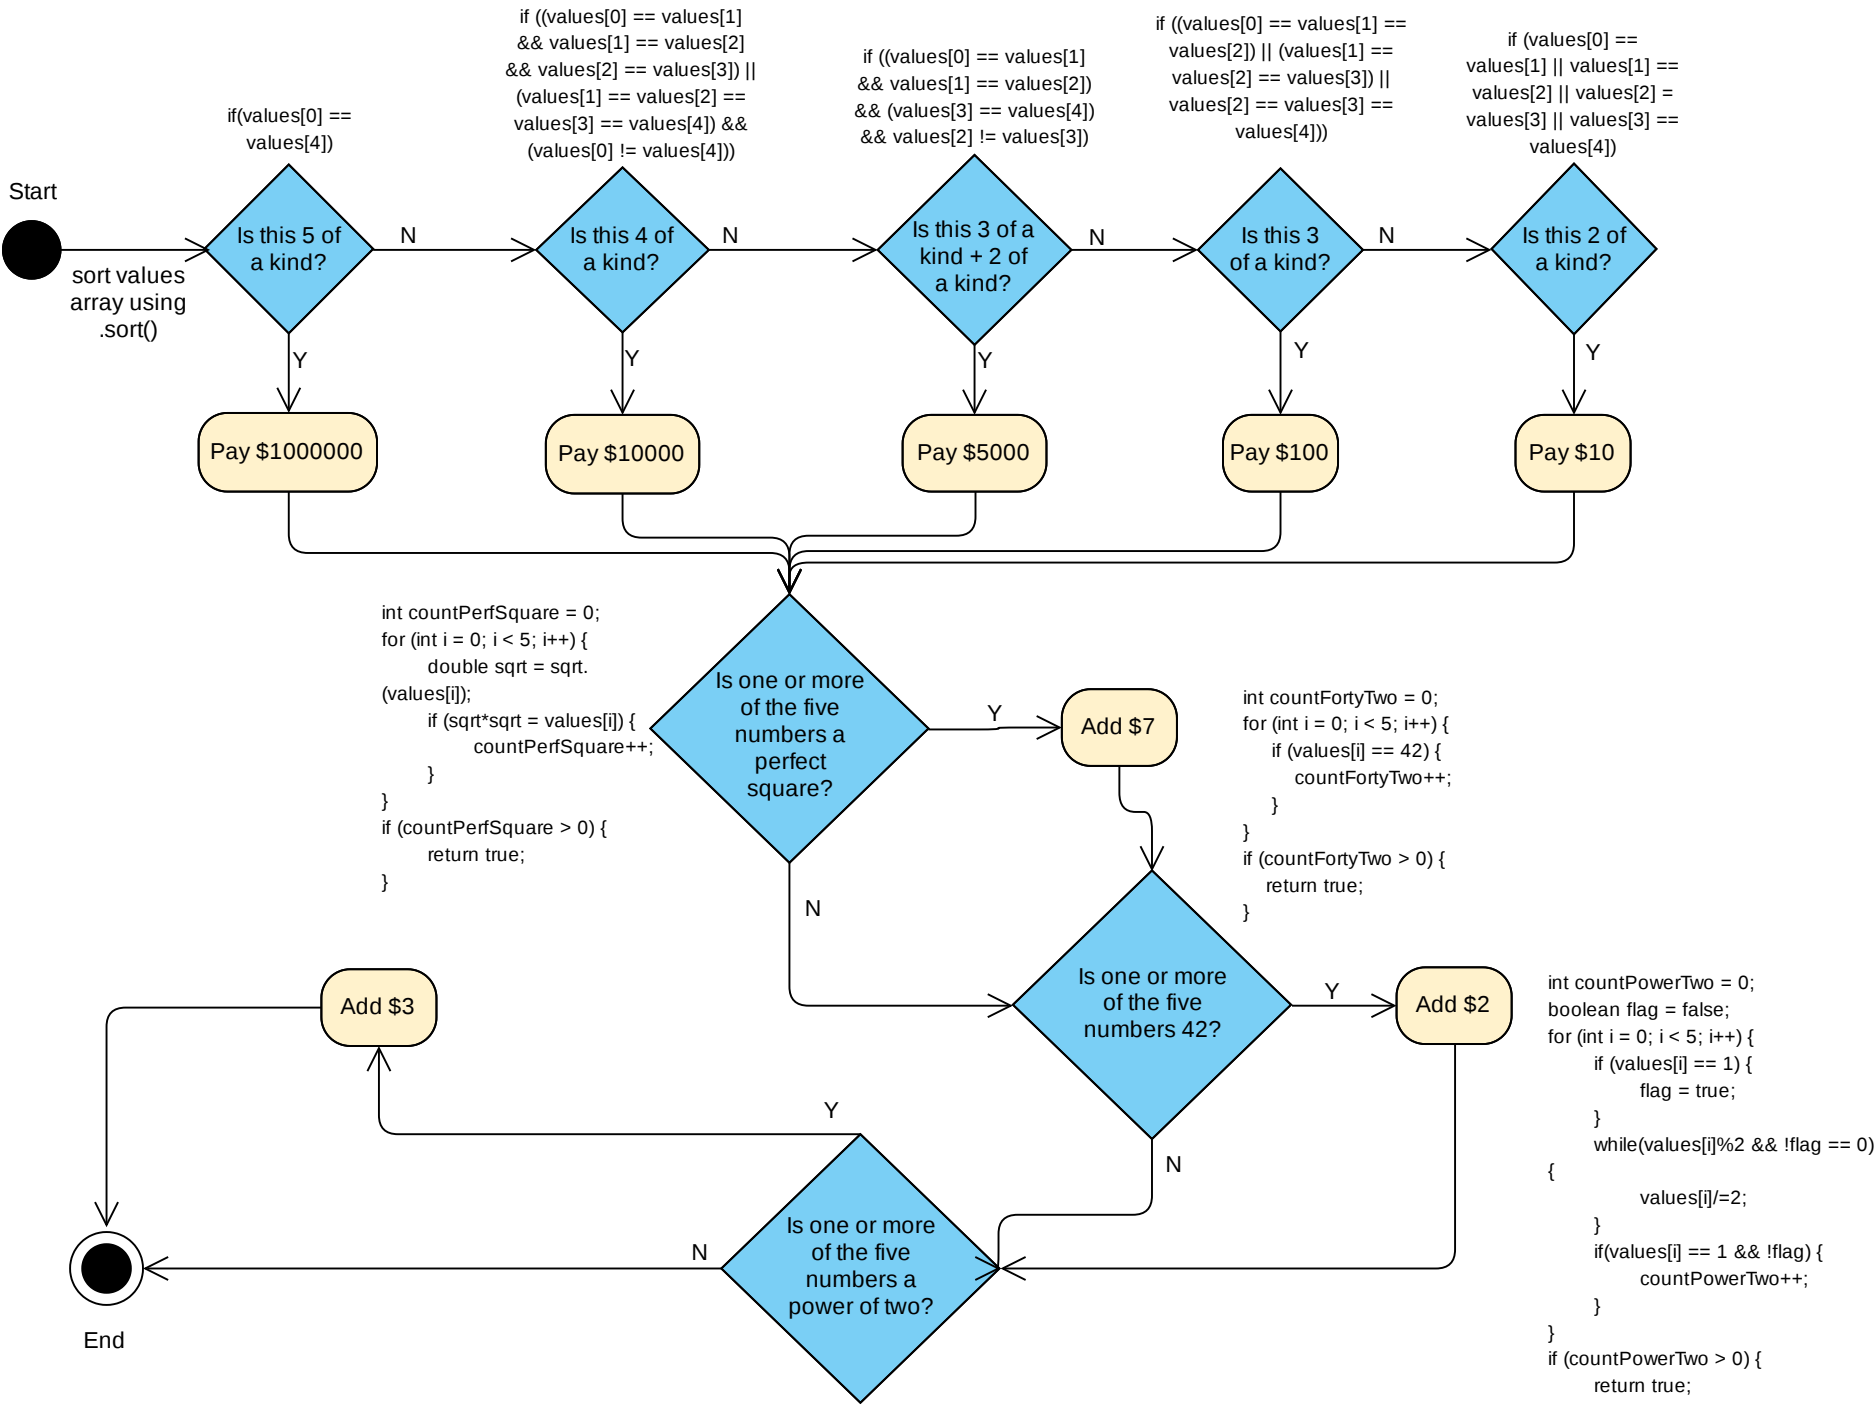 if(values[0] ==
values[4])
if ((values[0] == values[1]
&& values[1] == values[2]
&& values[2] == values[3]) ||
(values[1] == values[2] ==
values[3] == values[4]) &&
(values[0] != values[4]))
if ((values[0] == values[1]
&& values[1] == values[2])
&& (values[3] == values[4])
&& values[2] != values[3])
if ((values[0] == values[1] ==
values[2]) || (values[1] ==
values[2] == values[3]) ||
values[2] == values[3] ==
values[4]))
if (values[0] ==
values[1] || values[1] ==
values[2] || values[2] =
values[3] || values[3] ==
values[4])
Start
sort values
array using
.sort()
Is this 5 of
a kind?
N
Is this 4 of
a kind?
N
Is this 3 of a
kind + 2 of
a kind?
N
Is this 3
of a kind?
N
Is this 2 of
a kind?
Y
Y
Y
Y
Y
Pay $1000000
Pay $10000
Pay $5000
Pay $100
Pay $10
int countPerfSquare = 0;
for (int i = 0; i < 5; i++) {
double sqrt = sqrt.
(values[i]);
if (sqrt*sqrt = values[i]) {
countPerfSquare++;
}
}
if (countPerfSquare > 0) {
return true;
}
Is one or more
of the five
numbers a
perfect
square?
Y
Add $7
N
int countFortyTwo = 0;
for (int i = 0; i < 5; i++) {
if (values[i] == 42) {
countFortyTwo++;
}
}
if (countFortyTwo > 0) {
return true;
}
Is one or more
of the five
numbers 42?
Y
Add $2
N
int countPowerTwo = 0;
boolean flag = false;
for (int i = 0; i < 5; i++) {
if (values[i] == 1) {
flag = true;
}
while(values[i]%2 && !flag == 0)
{
values[i]/=2;
}
if(values[i] == 1 && !flag) {
countPowerTwo++;
}
}
if (countPowerTwo > 0) {
return true;
Add $3
Y
Is one or more
of the five
numbers a
power of two?
N
End